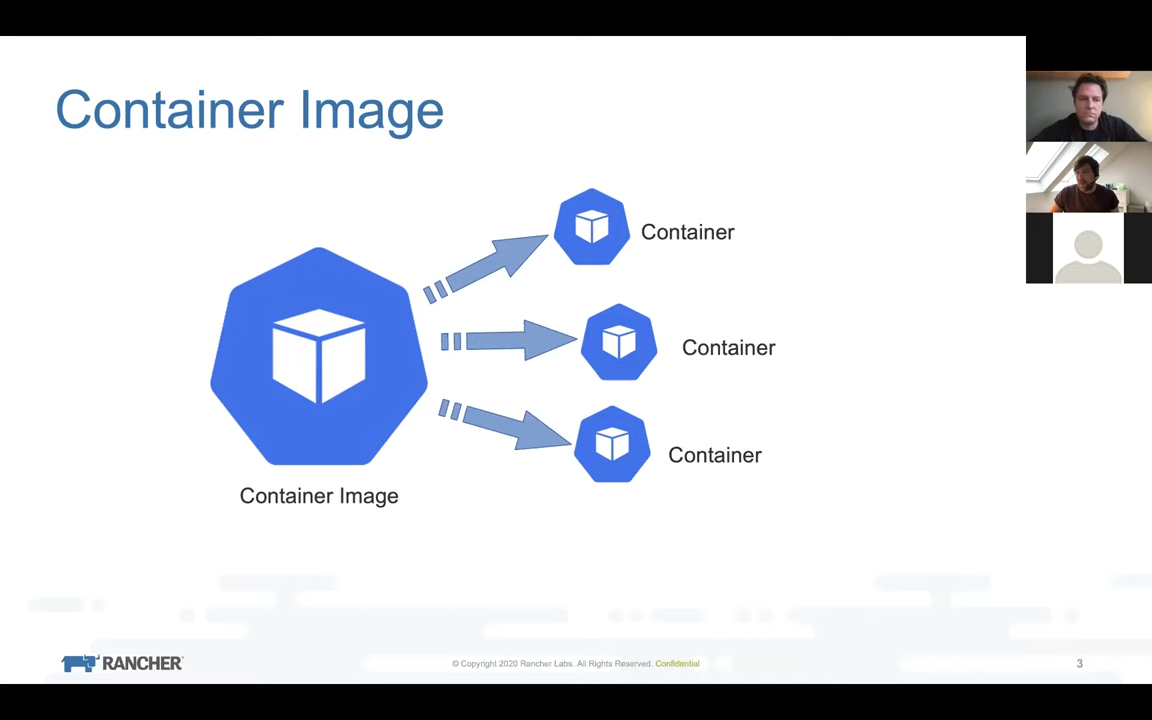 Container Image
Container
Container
Container
Container Image
RANCHER
© Copyright 2020 Rancher Labs. All Rights Reserved. Confidential
3